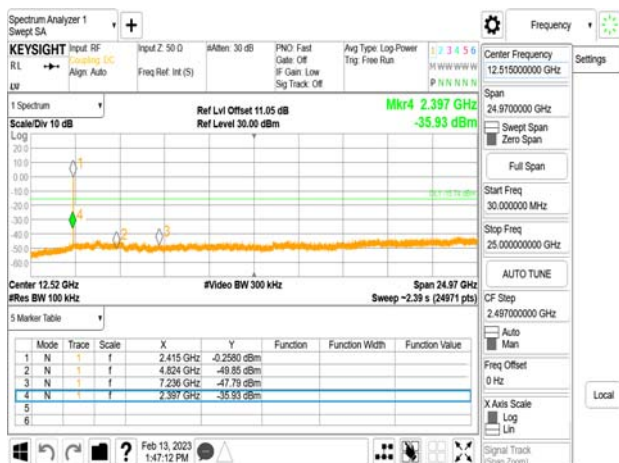 Spectrum Analyzer 1
Swept SA
+
Frequency
KEYSIGHT
RL
Input: RF
Coupling: DC
Align: Auto
Input Z: 50 Ω
Freq Ref: Int (S)
#Atten: 30 dB
PNO: Fast
Gate: Off
IF Gain: Low
Sig Track: Off
Avg Type: Log-Power
Trig: Free Run
1 2 3 4 5 6
M W W W W W
P N N N N N
1 Spectrum
Scale/Div 10 dB
Ref Lvl Offset 11.05 dB
Ref Level 30.00 dBm
Mkr4 2.397 GHz
-35.93 dBm
Log
20.0
10.0
0.00
-10.0
-20.0
-30.0
-40.0
-50.0
-60.0
1
2
3
4
Center 12.52 GHz
#Res BW 100 kHz
#Video BW 300 kHz
Span 24.97 GHz
Sweep ~2.39 s (24971 pts)
5 Marker Table
Mode Trace Scale X Y Function Function Width Function Value
1 N 1 f 2.415 GHz -0.2580 dBm
2 N 1 f 4.824 GHz -49.85 dBm
3 N 1 f 7.236 GHz -47.79 dBm
4 N 1 f 2.397 GHz -35.93 dBm
5
6
Feb 13, 2023
1:47:12 PM
?
Center Frequency
12.515000000 GHz
Span
24.9700000 GHz
Swept Span
Zero Span
Full Span
Start Freq
30.000000 MHz
Stop Freq
25.000000000 GHz
AUTO TUNE
CF Step
2.497000000 GHz
Auto
Man
Freq Offset
0 Hz
X Axis Scale
Log
Lin
Signal Track
(Span Zoom)
Settings
Local